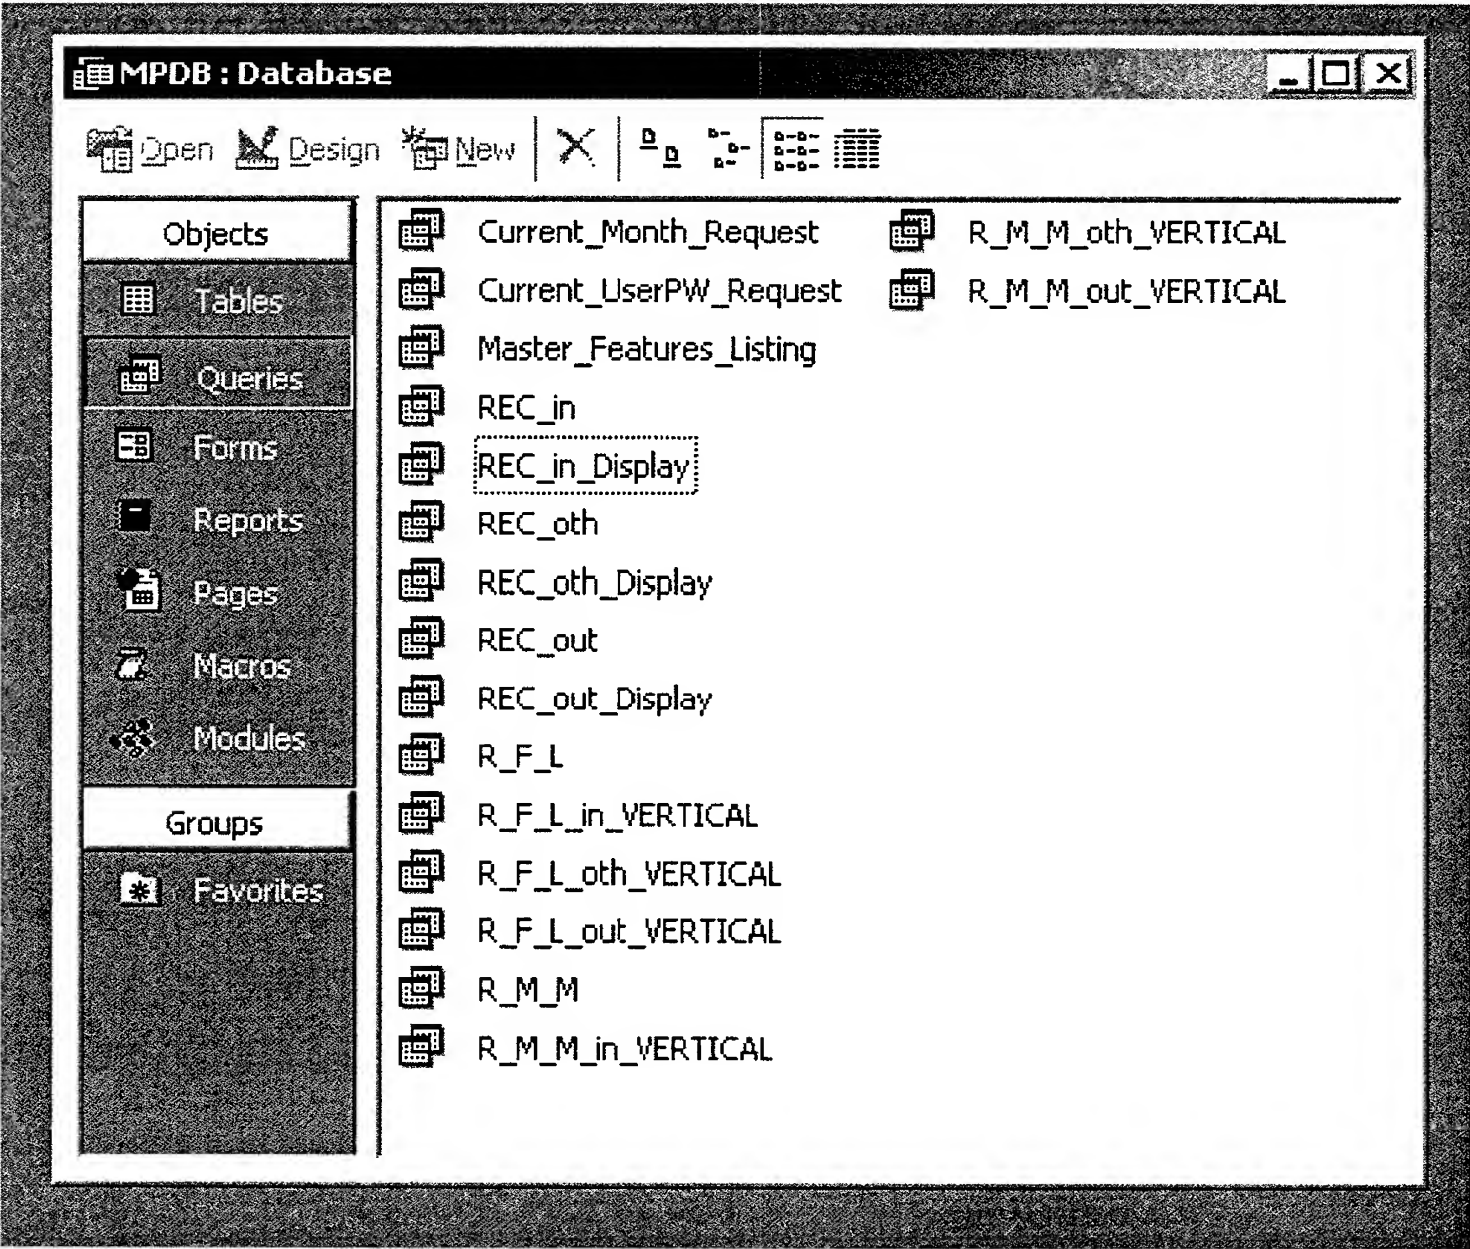 MPDB : Database
Open Design New
Objects
Tables
Queries
Forms
Reports
Pages
Macros
Modules
Groups
Favorites
Current_Month_Request
Current_UserPW_Request
Master_Features_Listing
REC_in
REC_in_Display
REC_oth
REC_oth_Display
REC_out
REC_out_Display
R_F_L
R_F_L_in_VERTICAL
R_F_L_oth_VERTICAL
R_F_L_out_VERTICAL
R_M_M
R_M_M_in_VERTICAL
R_M_M_oth_VERTICAL
R_M_M_out_VERTICAL